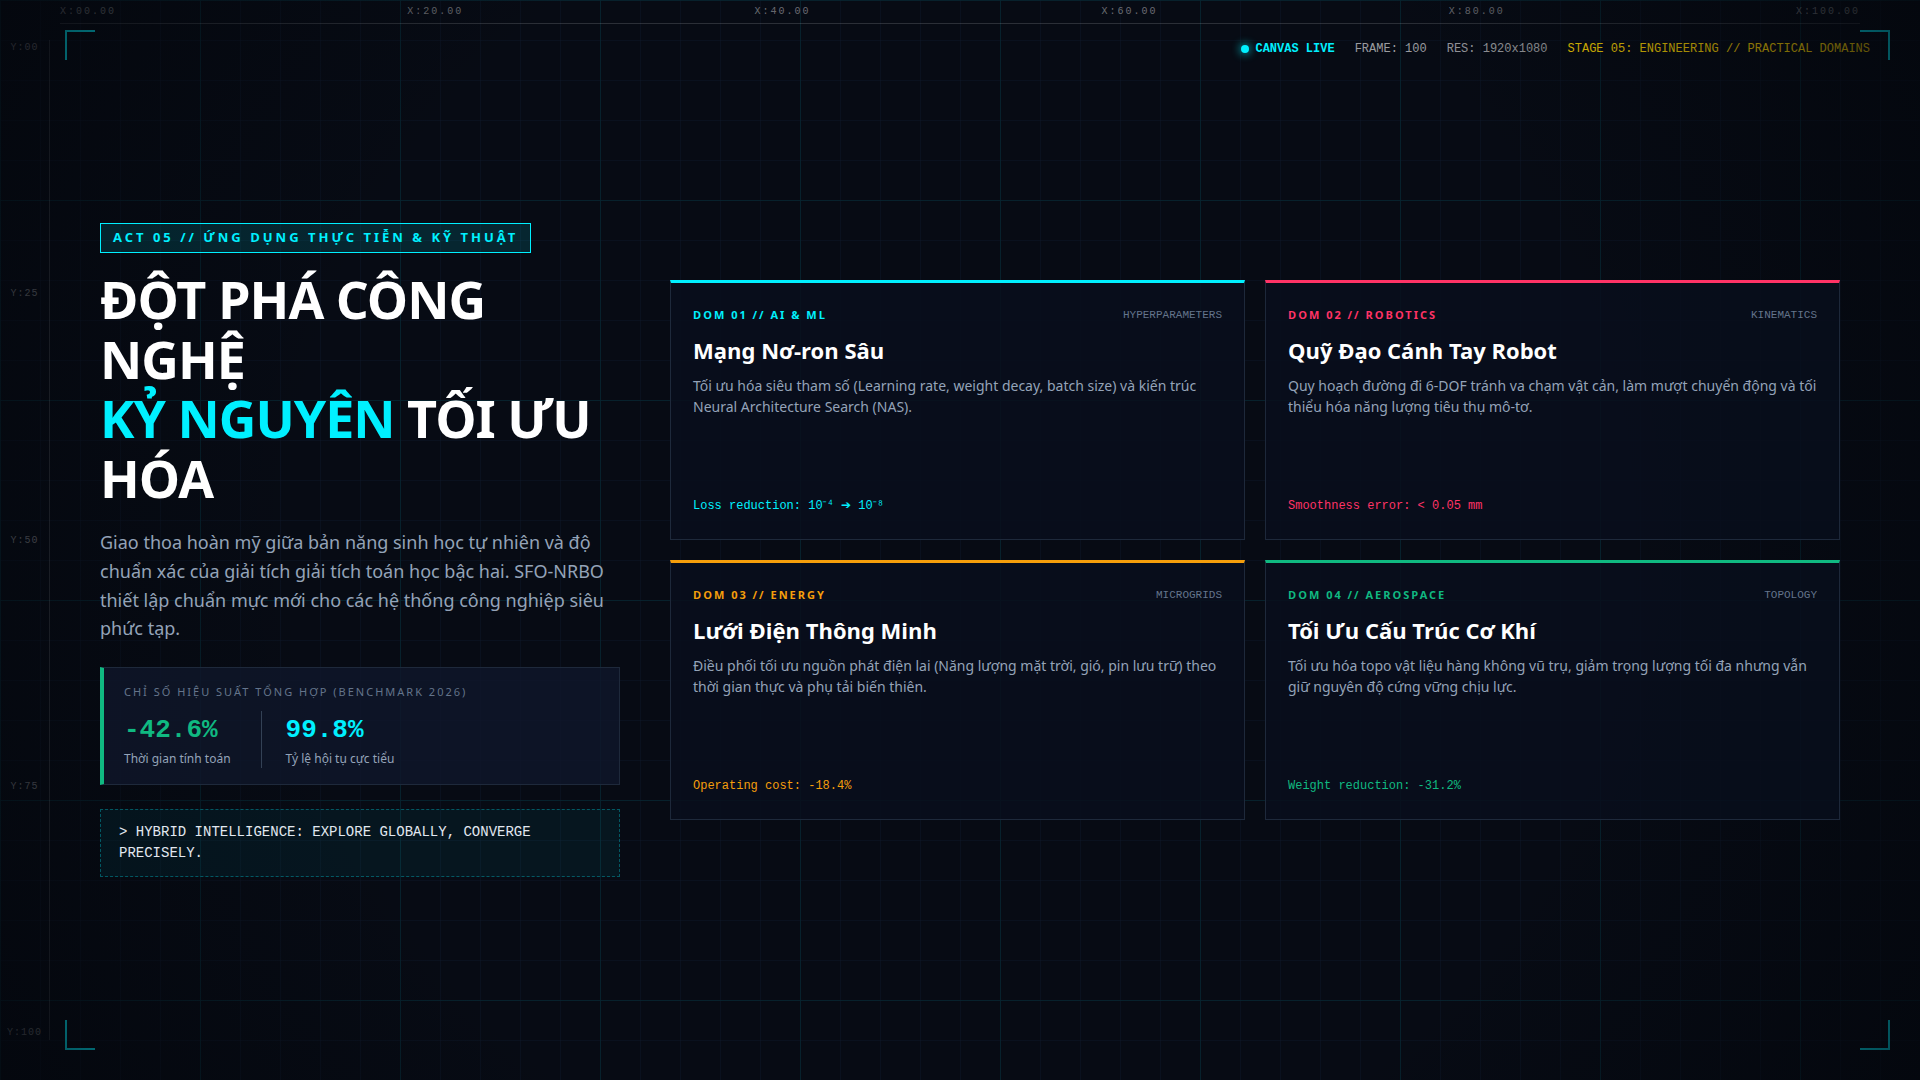 X:00.00
X:20.00
X:40.00
X:60.00
X:80.00
X:100.00
Y:00
CANVAS LIVE
FRAME: 100
RES: 1920x1080
STAGE 05: ENGINEERING // PRACTICAL DOMAINS
ACT 05 // ỨNG DỤNG THỰC TIỄN & KỸ THUẬT
ĐỘT PHÁ CÔNG
NGHỆ
KỶ NGUYÊN TỐI ƯU
HÓA
Y:25
Giao thoa hoàn mỹ giữa bản năng sinh học tự nhiên và độ
chuẩn xác của giải tích giải tích toán học bậc hai. SFO-NRBO
thiết lập chuẩn mực mới cho các hệ thống công nghiệp siêu
phức tạp.
Y:50
CHỈ SỐ HIỆU SUẤT TỔNG HỢP (BENCHMARK 2026)
-42.6%
Thời gian tính toán
99.8%
Tỷ lệ hội tụ cực tiểu
Y:75
> HYBRID INTELLIGENCE: EXPLORE GLOBALLY, CONVERGE
PRECISELY.
DOM 01 // AI & ML
HYPERPARAMETERS
Mạng Nơ-ron Sâu
Tối ưu hóa siêu tham số (Learning rate, weight decay, batch size) và kiến trúc
Neural Architecture Search (NAS).
Loss reduction: 10⁻⁴ ➔ 10⁻⁸
DOM 02 // ROBOTICS
KINEMATICS
Quỹ Đạo Cánh Tay Robot
Quy hoạch đường đi 6-DOF tránh va chạm vật cản, làm mượt chuyển động và tối
thiểu hóa năng lượng tiêu thụ mô-tơ.
Smoothness error: < 0.05 mm
DOM 03 // ENERGY
MICROGRIDS
Lưới Điện Thông Minh
Điều phối tối ưu nguồn phát điện lai (Năng lượng mặt trời, gió, pin lưu trữ) theo
thời gian thực và phụ tải biến thiên.
Operating cost: -18.4%
DOM 04 // AEROSPACE
TOPOLOGY
Tối Ưu Cấu Trúc Cơ Khí
Tối ưu hóa topo vật liệu hàng không vũ trụ, giảm trọng lượng tối đa nhưng vẫn
giữ nguyên độ cứng vững chịu lực.
Weight reduction: -31.2%
Y:100